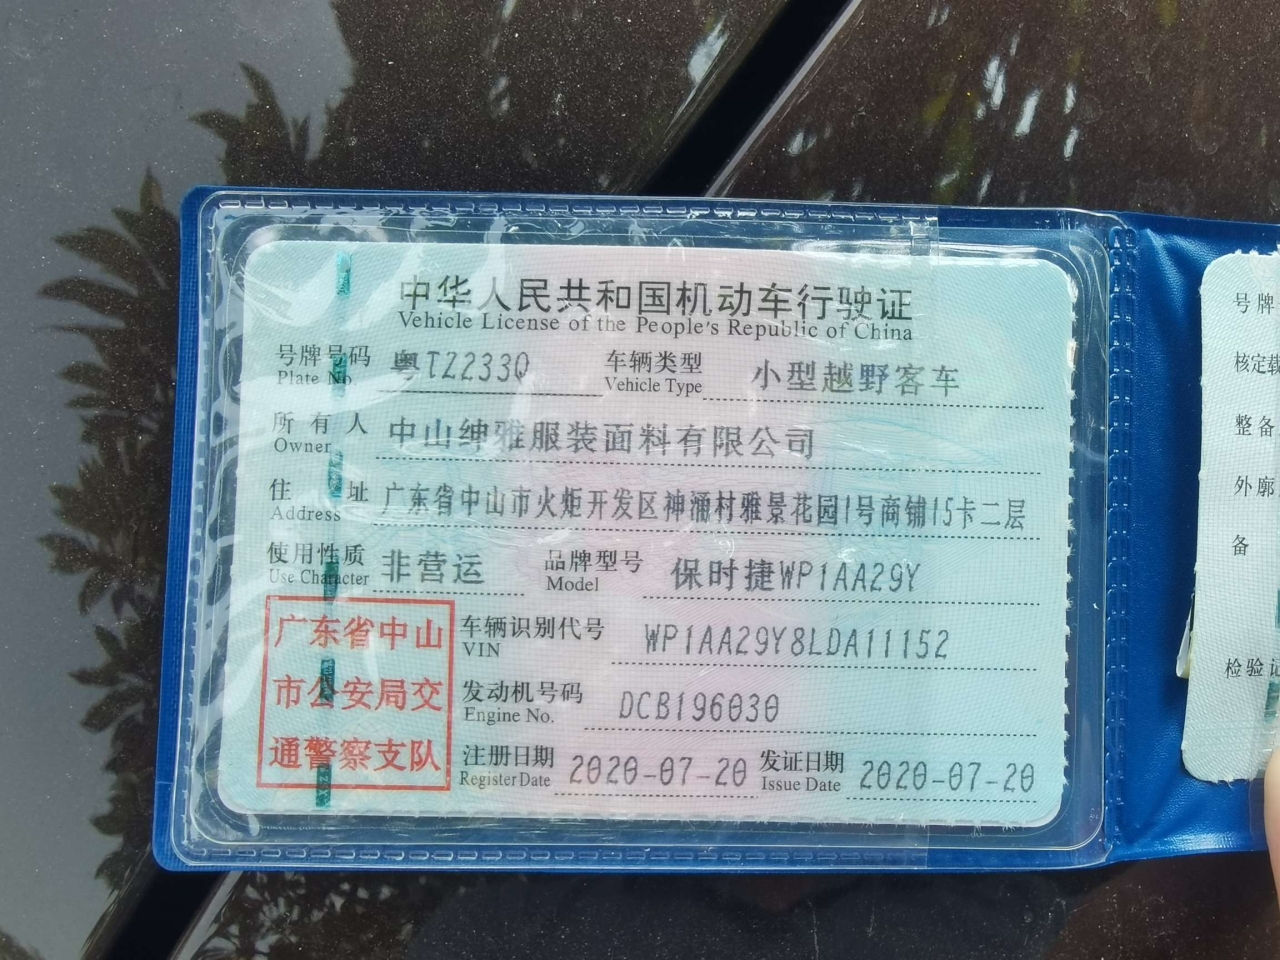 中华人民共和国机动车行驶证
Vehicle License of the People's Republic of China
号牌号码 粤TZ233Q 车辆类型 小型越野客车
Plate No. Vehicle Type
所有人 中山绅雅服装面料有限公司
Owner
住址 广东省中山市火炬开发区神涌村雅景花园1号商铺15卡二层
Address
使用性质 非营运 品牌型号 保时捷WP1AA29Y
Use Character Model
广东省中山
市公安局交
通警察支队
车辆识别代号 WP1AA29Y8LDA11152
VIN
发动机号码 DCB196030
Engine No.
注册日期 2020-07-20 发证日期 2020-07-20
Register Date Issue Date
号牌
核定载
整备
外廓
备
检验记